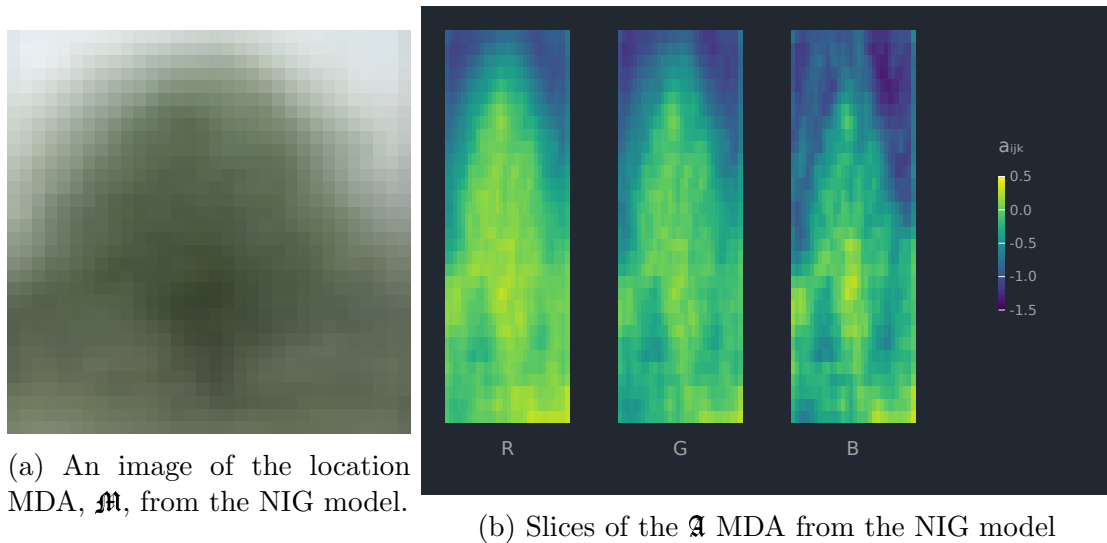 (a) An image of the location
MDA, 𝕸, from the NIG model.
aᵢⱼₖ
0.5
0.0
-0.5
-1.0
-1.5
R G B
(b) Slices of the 𝕬 MDA from the NIG model